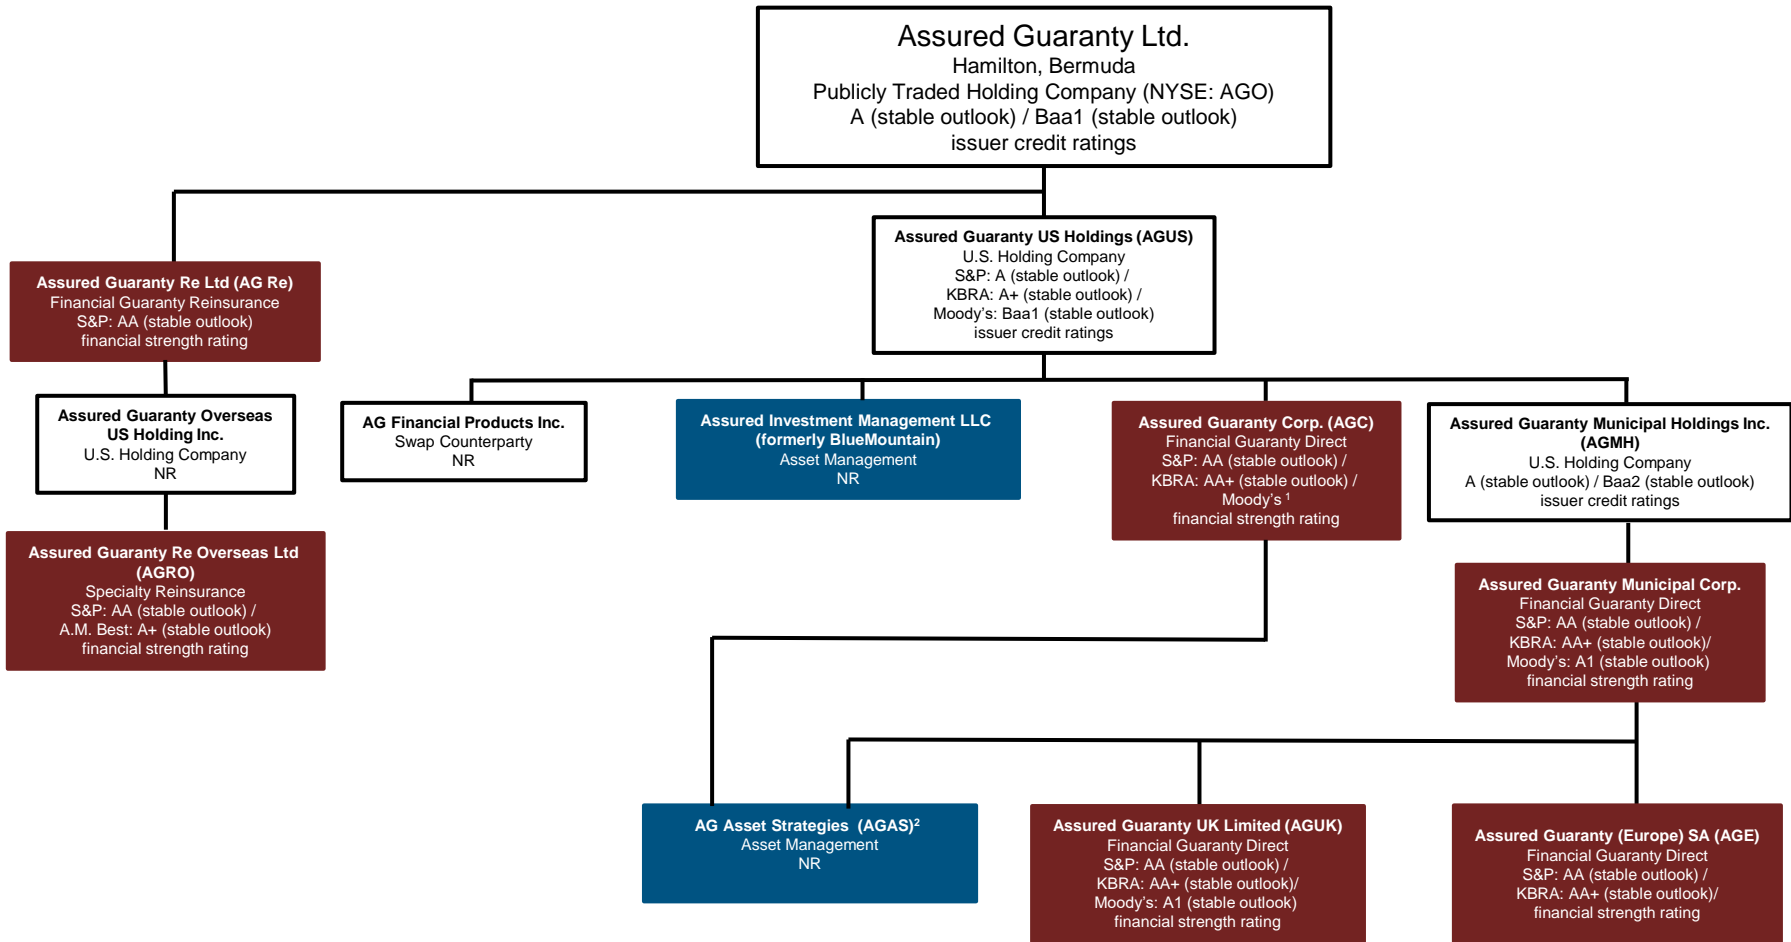 Assured Guaranty Ltd.
Hamilton, Bermuda
Publicly Traded Holding Company (NYSE: AGO)
A (stable outlook) / Baa1 (stable outlook)
issuer credit ratings
Assured Guaranty US Holdings (AGUS)
U.S. Holding Company
S&P: A (stable outlook) /
KBRA: A+ (stable outlook) /
Moody's: Baa1 (stable outlook)
issuer credit ratings
Assured Guaranty Re Ltd (AG Re)
Financial Guaranty Reinsurance
S&P: AA (stable outlook)
financial strength rating
Assured Guaranty Overseas
US Holding Inc.
U.S. Holding Company
NR
AG Financial Products Inc.
Swap Counterparty
NR
Assured Investment Management LLC
(formerly BlueMountain)
Asset Management
NR
Assured Guaranty Corp. (AGC)
Financial Guaranty Direct
S&P: AA (stable outlook) /
KBRA: AA+ (stable outlook) /
Moody's ¹
financial strength rating
Assured Guaranty Municipal Holdings Inc.
(AGMH)
U.S. Holding Company
A (stable outlook) / Baa2 (stable outlook)
issuer credit ratings
Assured Guaranty Re Overseas Ltd
(AGRO)
Specialty Reinsurance
S&P: AA (stable outlook) /
A.M. Best: A+ (stable outlook)
financial strength rating
Assured Guaranty Municipal Corp.
Financial Guaranty Direct
S&P: AA (stable outlook) /
KBRA: AA+ (stable outlook)/
Moody's: A1 (stable outlook)
financial strength rating
AG Asset Strategies (AGAS)²
Asset Management
NR
Assured Guaranty UK Limited (AGUK)
Financial Guaranty Direct
S&P: AA (stable outlook) /
KBRA: AA+ (stable outlook)/
Moody's: A1 (stable outlook)
financial strength rating
Assured Guaranty (Europe) SA (AGE)
Financial Guaranty Direct
S&P: AA (stable outlook) /
KBRA: AA+ (stable outlook)/
financial strength rating